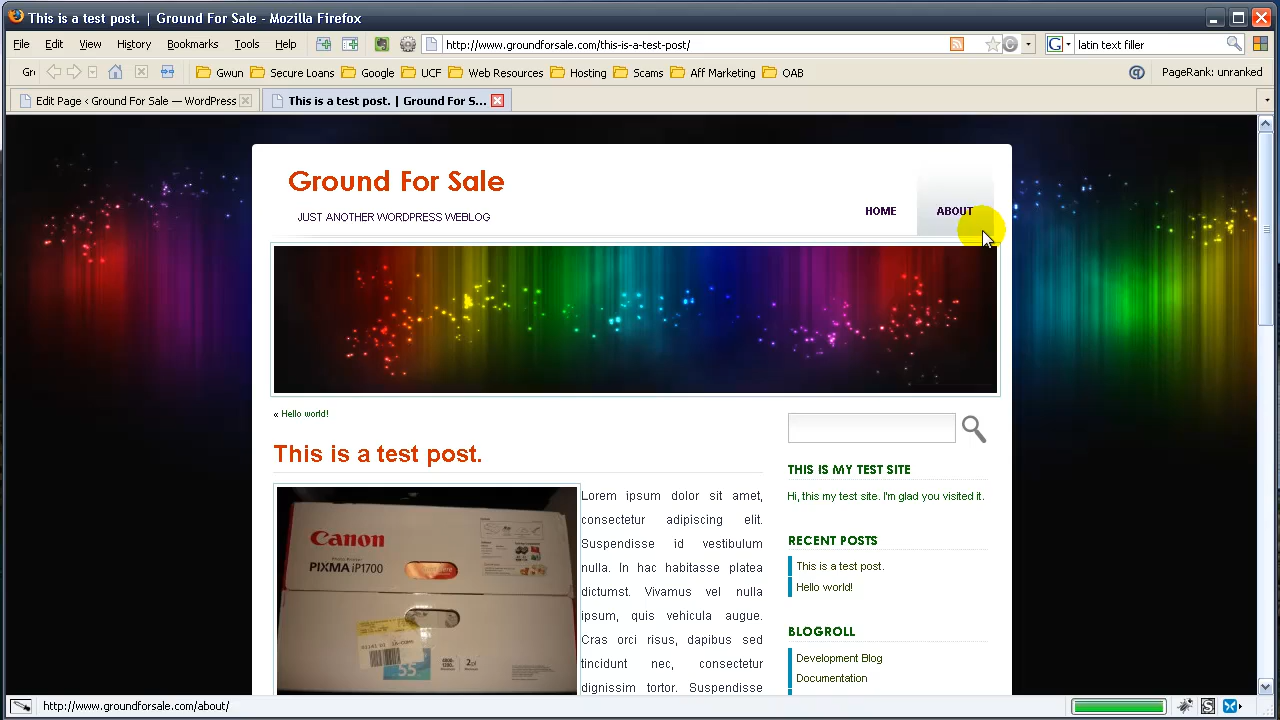 This is a test post. | Ground For Sale - Mozilla Firefox
File Edit View History Bookmarks Tools Help
http://www.groundforsale.com/this-is-a-test-post/
latin text filler
Gr Gwun Secure Loans Google UCF Web Resources Hosting Scams Aff Marketing OAB
PageRank: unranked
Edit Page ‹ Ground For Sale — WordPress
This is a test post. | Ground For S...
Ground For Sale
JUST ANOTHER WORDPRESS WEBLOG
HOME ABOUT
« Hello world!
This is a test post.
Canon
PIXMA iP1700
Lorem ipsum dolor sit amet,
consectetur adipiscing elit.
Suspendisse id vestibulum
nulla. In hac habitasse platea
dictumst. Vivamus vel nulla
ipsum, quis vehicula augue.
Cras orci risus, dapibus sed
tincidunt nec, consectetur
dignissim tortor. Suspendisse
THIS IS MY TEST SITE
Hi, this my test site. I'm glad you visited it.
RECENT POSTS
This is a test post.
Hello world!
BLOGROLL
Development Blog
Documentation
http://www.groundforsale.com/about/